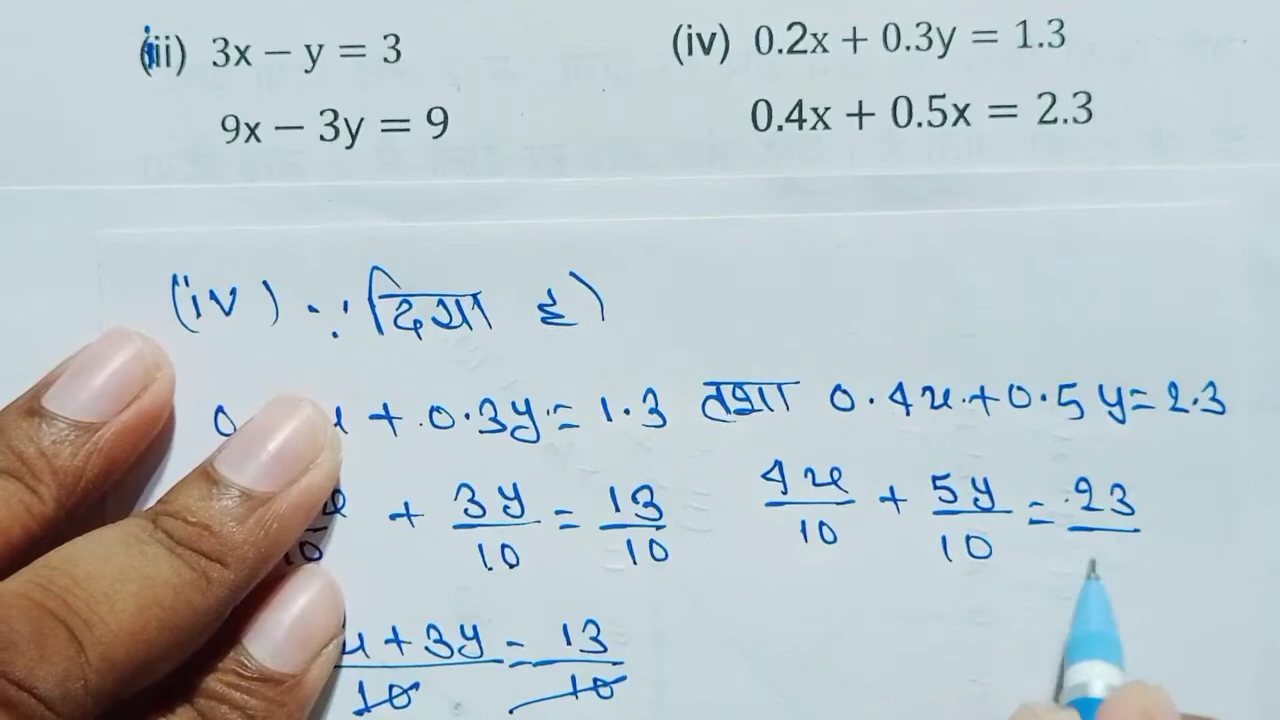 (iii) 3x − y = 3
9x − 3y = 9
(iv) 0.2x + 0.3y = 1.3
0.4x + 0.5x = 2.3
(iv) ∵ दिया है
0. + 0.3y = 1.3 तथा 0.4x + 0.5y = 2.3
x/10 + 3y/10 = 13/10 4x/10 + 5y/10 = 23/
x + 3y/10 = 13/10